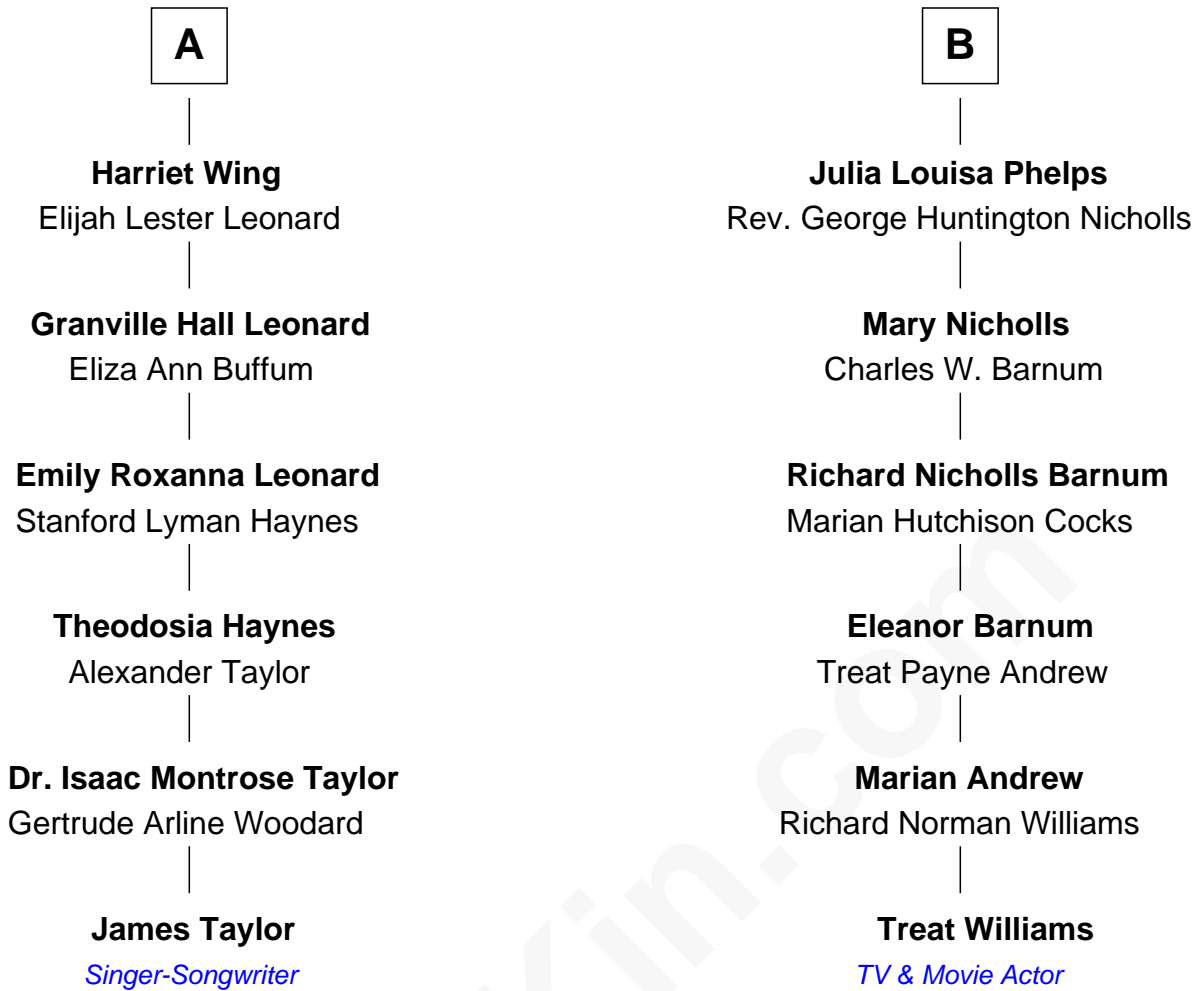 A
Harriet Wing
Elijah Lester Leonard
Granville Hall Leonard
Eliza Ann Buffum
Emily Roxanna Leonard
Stanford Lyman Haynes
Theodosia Haynes
Alexander Taylor
Dr. Isaac Montrose Taylor
Gertrude Arline Woodard
James Taylor
Singer-Songwriter
B
Julia Louisa Phelps
Rev. George Huntington Nicholls
Mary Nicholls
Charles W. Barnum
Richard Nicholls Barnum
Marian Hutchison Cocks
Eleanor Barnum
Treat Payne Andrew
Marian Andrew
Richard Norman Williams
Treat Williams
TV & Movie Actor
Kin.com